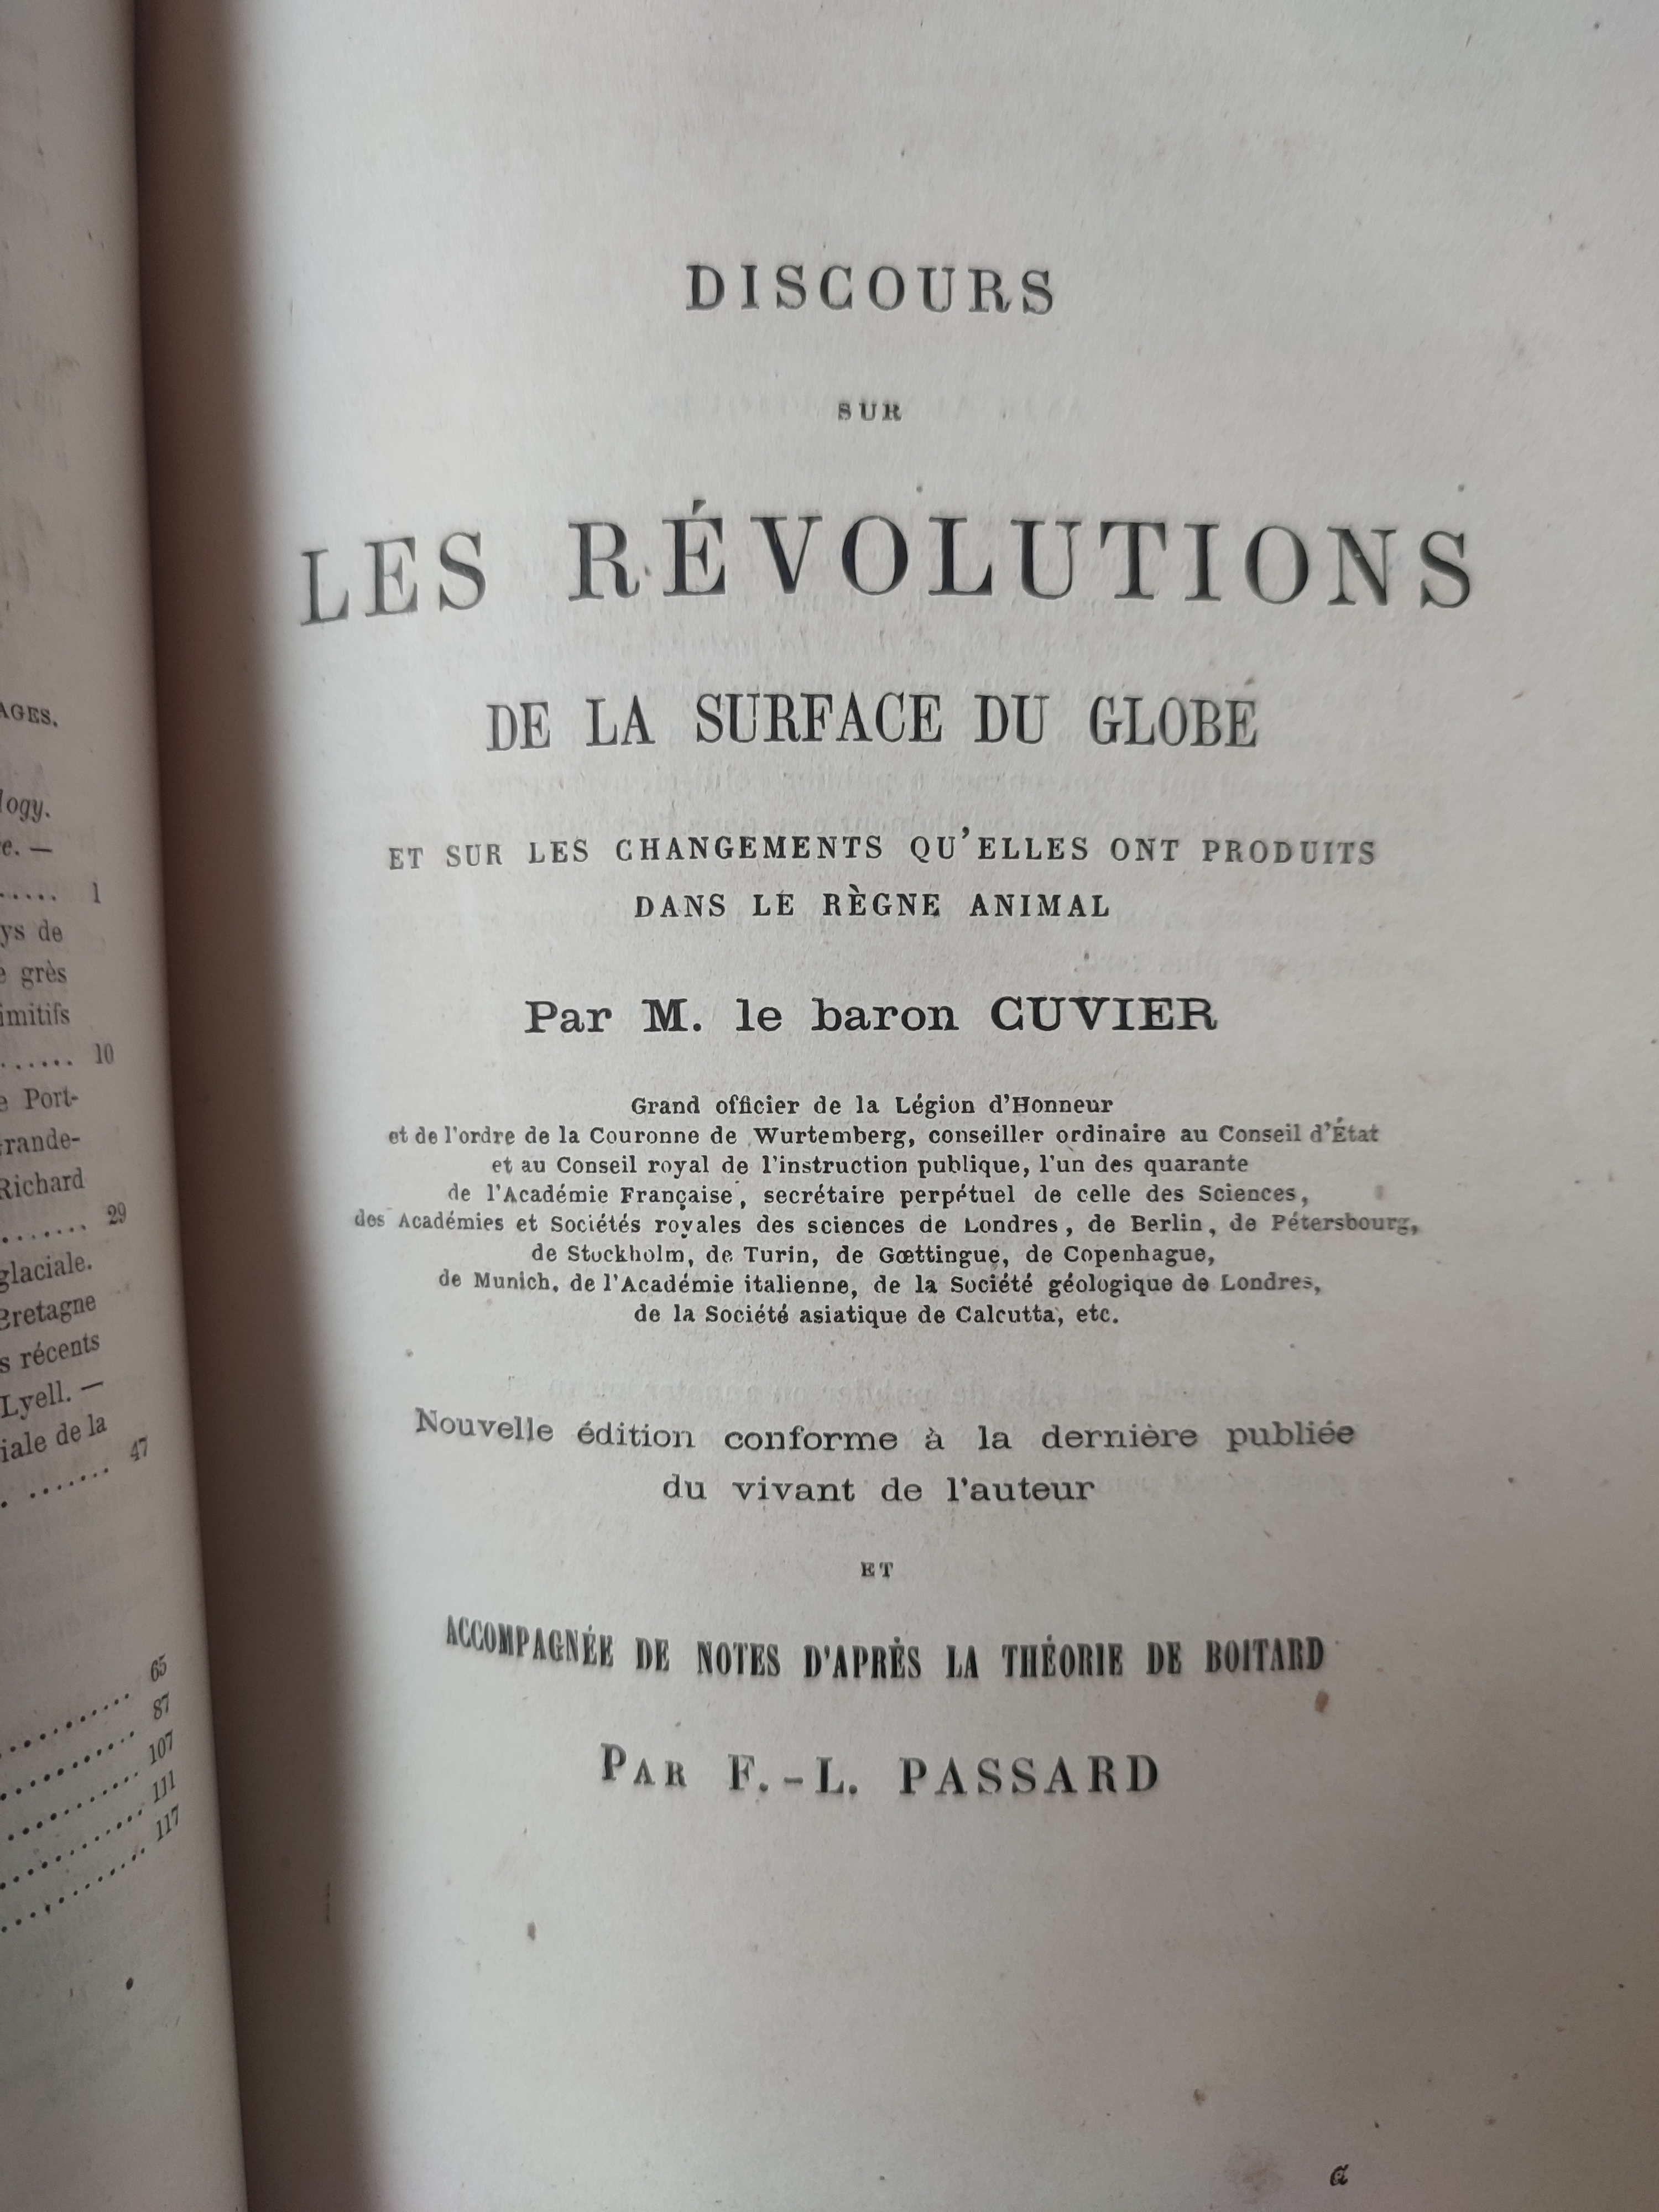 AGES.
logy.
e. —
..... 1
ys de
e grès
imitifs
...... 10
e Port-
rande-
Richard
...... 29
glaciale.
Bretagne
s récents
Lyell. —
iale de la
. ....... 47
.......... 65
.......... 87
.......... 107
.......... 111
.......... 117
DISCOURS
SUR
LES RÉVOLUTIONS
DE LA SURFACE DU GLOBE
ET SUR LES CHANGEMENTS QU'ELLES ONT PRODUITS
DANS LE RÈGNE ANIMAL
Par M. le baron CUVIER
Grand officier de la Légion d'Honneur
et de l'ordre de la Couronne de Wurtemberg, conseiller ordinaire au Conseil d'État
et au Conseil royal de l'instruction publique, l'un des quarante
de l'Académie Française, secrétaire perpétuel de celle des Sciences,
des Académies et Sociétés royales des sciences de Londres, de Berlin, de Pétersbourg,
de Stockholm, de Turin, de Gœttingue, de Copenhague,
de Munich, de l'Académie italienne, de la Société géologique de Londres,
de la Société asiatique de Calcutta, etc.
Nouvelle édition conforme à la dernière publiée
du vivant de l'auteur
ET
ACCOMPAGNÉE DE NOTES D'APRÈS LA THÉORIE DE BOITARD
PAR F.-L. PASSARD
a